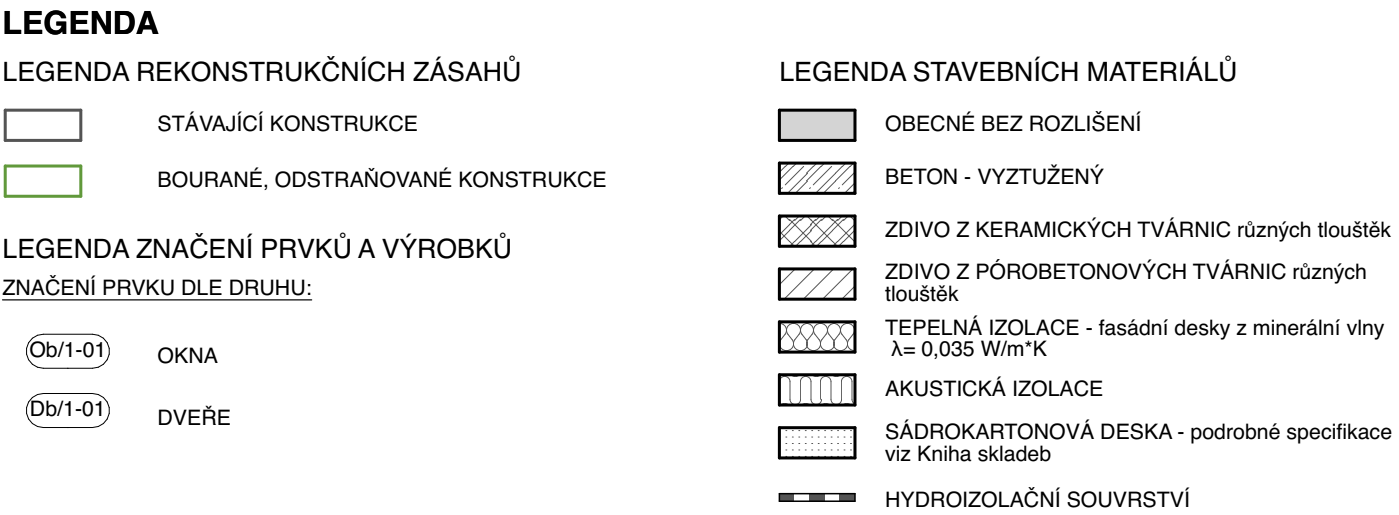 LEGENDA
LEGENDA REKONSTRUKČNÍCH ZÁSAHŮ
STÁVAJÍCÍ KONSTRUKCE
BOURANÉ, ODSTRAŇOVANÉ KONSTRUKCE
LEGENDA ZNAČENÍ PRVKŮ A VÝROBKŮ
ZNAČENÍ PRVKU DLE DRUHU:
Ob/1-01 OKNA
Db/1-01 DVEŘE
LEGENDA STAVEBNÍCH MATERIÁLŮ
OBECNÉ BEZ ROZLIŠENÍ
BETON - VYZTUŽENÝ
ZDIVO Z KERAMICKÝCH TVÁRNIC různých tlouštěk
ZDIVO Z PÓROBETONOVÝCH TVÁRNIC různých
tlouštěk
TEPELNÁ IZOLACE - fasádní desky z minerální vlny
λ= 0,035 W/m*K
AKUSTICKÁ IZOLACE
SÁDROKARTONOVÁ DESKA - podrobné specifikace
viz Kniha skladeb
HYDROIZOLAČNÍ SOUVRSTVÍ